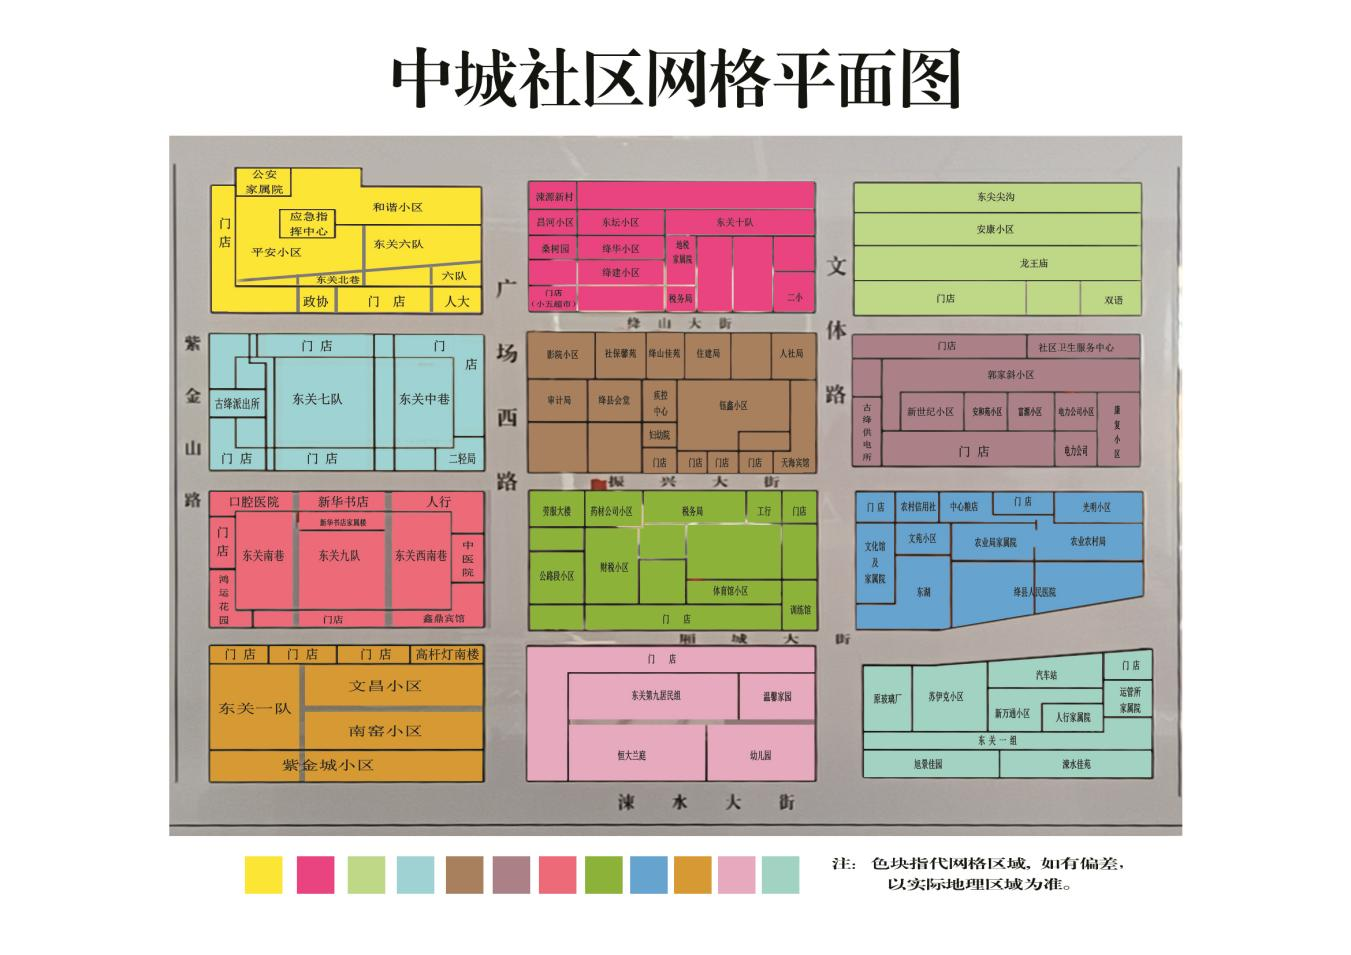 中城社区网格平面图
公安
家属院
和谐小区
门
店
应急指
挥中心
平安小区
东关六队
东关北巷
六队
政协
门 店
人大
涑源新村
昌河小区
东坛小区
东关十队
桑树园
绛华小区
地税
家属院
绛建小区
门店
(小五超市)
税务局
二小
东尖尖沟
安康小区
龙王庙
门店
双语
紫
金
山
路
广
场
西
路
文
体
路
绛山大街
门 店
门
店
古绛派出所
东关七队
东关中巷
门 店
门 店
二轻局
影院小区
社保馨苑
绛山佳苑
住建局
人社局
审计局
绛县会堂
疾控
中心
钰鑫小区
妇幼院
门店
门店
门店
门店
天海宾馆
门店
社区卫生服务中心
郭家斜小区
古
绛
供
电
所
新世纪小区
安和苑小区
富源小区
电力公司小区
康
复
小
区
门 店
电力公司
振兴大街
口腔医院
新华书店
人行
新华书店家属楼
门
店
东关南巷
东关九队
东关西南巷
中
医
院
鸿
运
花
园
门店
鑫鼎宾馆
劳服大楼
药材公司小区
税务局
工行
门店
公路段小区
财税小区
体育馆小区
训练馆
门 店
门 店
农村信用社
中心粮店
门 店
光明小区
文化馆
及
家属院
文苑小区
农业局家属院
农业农村局
东湖
绛县人民医院
厢城大街
门 店
门 店
门 店
高杆灯南楼
东关一队
文昌小区
南窑小区
紫金城小区
门 店
东关第九居民组
温馨家园
恒大兰庭
幼儿园
原玻璃厂
苏伊克小区
汽车站
门 店
新万通小区
人行家属院
运管所
家属院
东关一组
旭景佳园
涑水佳苑
涑水大街
注：色块指代网格区域，如有偏差，
以实际地理区域为准。